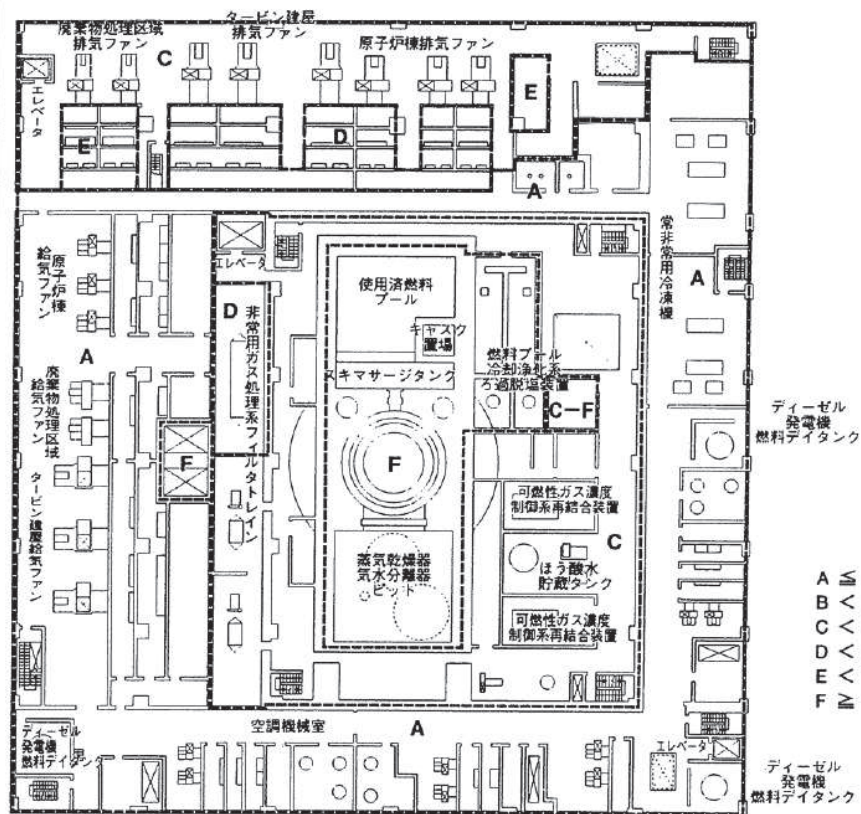 タービン建屋
排気ファン
廃棄物処理区域
排気ファン
C
原子炉棟排気ファン
エレベータ
E
E
D
A
原子炉棟
給気ファン
エレベータ
常非常用冷凍機
D
非常用ガス処理系フィルタトレイン
使用済燃料
プール
キャスク
置場
燃料プール
冷却浄化系
ろ過脱塩装置
A
A
スキマサージタンク
C-F
廃棄物処理区域
給気ファン
ディーゼル
発電機
燃料デイタンク
F
F
タービン建屋給気ファン
可燃性ガス濃度
制御系再結合装置
C
ほう酸水
貯蔵タンク
蒸気乾燥器
気水分離器
ピット
可燃性ガス濃度
制御系再結合装置
A ≦
B <
C <
D <
E <
F ≧
空調機械室
A
ディーゼル
発電機
燃料デイタンク
エレベータ
ディーゼル
発電機
燃料デイタンク